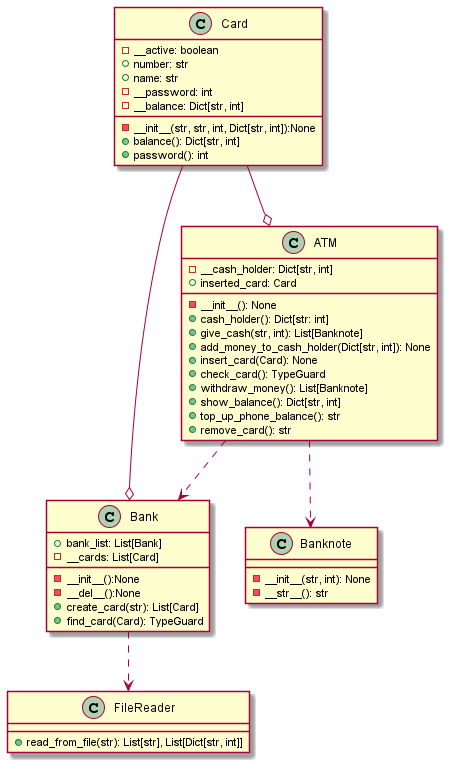 C Card
__active: boolean
number: str
name: str
__password: int
__balance: Dict[str, int]
__init__(str, str, int, Dict[str, int]):None
balance(): Dict[str, int]
password(): int
C ATM
__cash_holder: Dict[str, int]
inserted_card: Card
__init__(): None
cash_holder(): Dict[str: int]
give_cash(str, int): List[Banknote]
add_money_to_cash_holder(Dict[str, int]): None
insert_card(Card): None
check_card(): TypeGuard
withdraw_money(): List[Banknote]
show_balance(): Dict[str, int]
top_up_phone_balance(): str
remove_card(): str
C Bank
bank_list: List[Bank]
__cards: List[Card]
__init__():None
__del__():None
create_card(str): List[Card]
find_card(Card): TypeGuard
C Banknote
__init__(str, int): None
__str__(): str
C FileReader
read_from_file(str): List[str], List[Dict[str, int]]